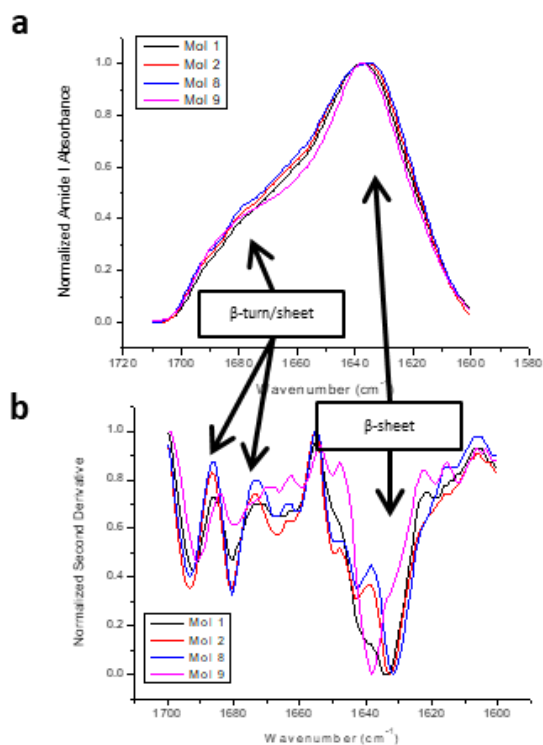 a
Mol 1
Mol 2
Mol 8
Mol 9
Normalized Amide I Absorbance
1.0
0.8
0.6
0.4
0.2
0.0
β-turn/sheet
1720 1700 1680 1660 1640 1620 1600 1580
Wavenumber (cm-1)
b
β-sheet
Normalized Second Derivative
1.0
0.8
0.6
0.4
0.2
0.0
Mol 1
Mol 2
Mol 8
Mol 9
1700 1680 1660 1640 1620 1600
Wavenumber (cm-1)